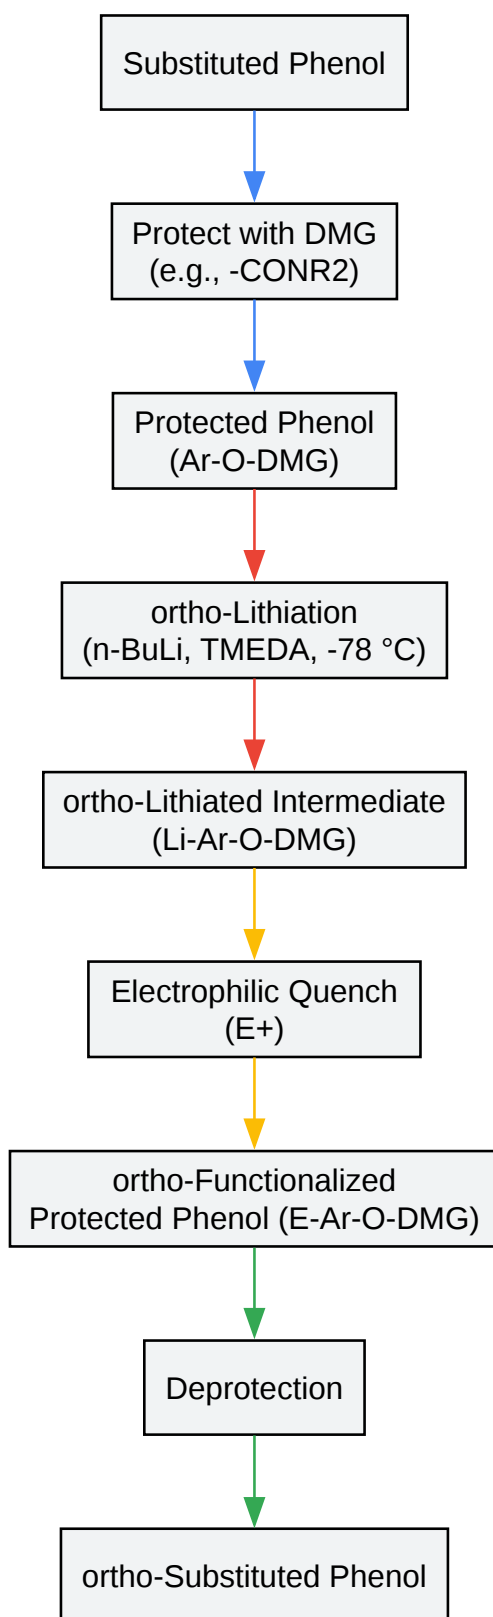 Substituted Phenol
Protect with DMG
(e.g., -CONR2)
Protected Phenol
(Ar-O-DMG)
ortho-Lithiation
(n-BuLi, TMEDA, -78 °C)
ortho-Lithiated Intermediate
(Li-Ar-O-DMG)
Electrophilic Quench
(E+)
ortho-Functionalized
Protected Phenol (E-Ar-O-DMG)
Deprotection
ortho-Substituted Phenol